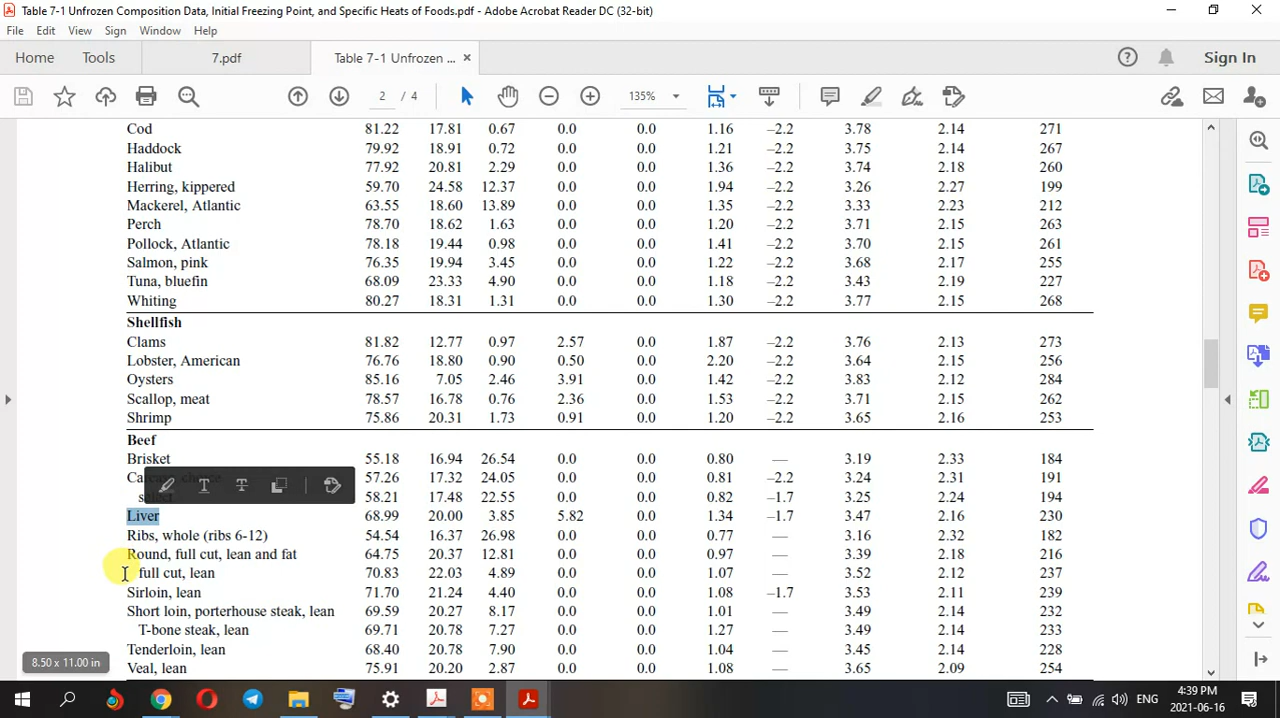 Table 7-1 Unfrozen Composition Data, Initial Freezing Point, and Specific Heats of Foods.pdf - Adobe Acrobat Reader DC (32-bit)
File Edit View Sign Window Help
Home Tools 7.pdf Table 7-1 Unfrozen ... × Sign In
2 / 4 135%
Cod 81.22 17.81 0.67 0.0 0.0 1.16 –2.2 3.78 2.14 271
Haddock 79.92 18.91 0.72 0.0 0.0 1.21 –2.2 3.75 2.14 267
Halibut 77.92 20.81 2.29 0.0 0.0 1.36 –2.2 3.74 2.18 260
Herring, kippered 59.70 24.58 12.37 0.0 0.0 1.94 –2.2 3.26 2.27 199
Mackerel, Atlantic 63.55 18.60 13.89 0.0 0.0 1.35 –2.2 3.33 2.23 212
Perch 78.70 18.62 1.63 0.0 0.0 1.20 –2.2 3.71 2.15 263
Pollock, Atlantic 78.18 19.44 0.98 0.0 0.0 1.41 –2.2 3.70 2.15 261
Salmon, pink 76.35 19.94 3.45 0.0 0.0 1.22 –2.2 3.68 2.17 255
Tuna, bluefin 68.09 23.33 4.90 0.0 0.0 1.18 –2.2 3.43 2.19 227
Whiting 80.27 18.31 1.31 0.0 0.0 1.30 –2.2 3.77 2.15 268
Shellfish
Clams 81.82 12.77 0.97 2.57 0.0 1.87 –2.2 3.76 2.13 273
Lobster, American 76.76 18.80 0.90 0.50 0.0 2.20 –2.2 3.64 2.15 256
Oysters 85.16 7.05 2.46 3.91 0.0 1.42 –2.2 3.83 2.12 284
Scallop, meat 78.57 16.78 0.76 2.36 0.0 1.53 –2.2 3.71 2.15 262
Shrimp 75.86 20.31 1.73 0.91 0.0 1.20 –2.2 3.65 2.16 253
Beef
Brisket 55.18 16.94 26.54 0.0 0.0 0.80 — 3.19 2.33 184
57.26 17.32 24.05 0.0 0.0 0.81 –2.2 3.24 2.31 191
58.21 17.48 22.55 0.0 0.0 0.82 –1.7 3.25 2.24 194
Liver 68.99 20.00 3.85 5.82 0.0 1.34 –1.7 3.47 2.16 230
Ribs, whole (ribs 6-12) 54.54 16.37 26.98 0.0 0.0 0.77 — 3.16 2.32 182
Round, full cut, lean and fat 64.75 20.37 12.81 0.0 0.0 0.97 — 3.39 2.18 216
full cut, lean 70.83 22.03 4.89 0.0 0.0 1.07 — 3.52 2.12 237
Sirloin, lean 71.70 21.24 4.40 0.0 0.0 1.08 –1.7 3.53 2.11 239
Short loin, porterhouse steak, lean 69.59 20.27 8.17 0.0 0.0 1.01 — 3.49 2.14 232
T-bone steak, lean 69.71 20.78 7.27 0.0 0.0 1.27 — 3.49 2.14 233
Tenderloin, lean 68.40 20.78 7.90 0.0 0.0 1.04 — 3.45 2.14 228
Veal, lean 75.91 20.20 2.87 0.0 0.0 1.08 — 3.65 2.09 254
8.50 x 11.00 in
ENG 4:39 PM
2021-06-16